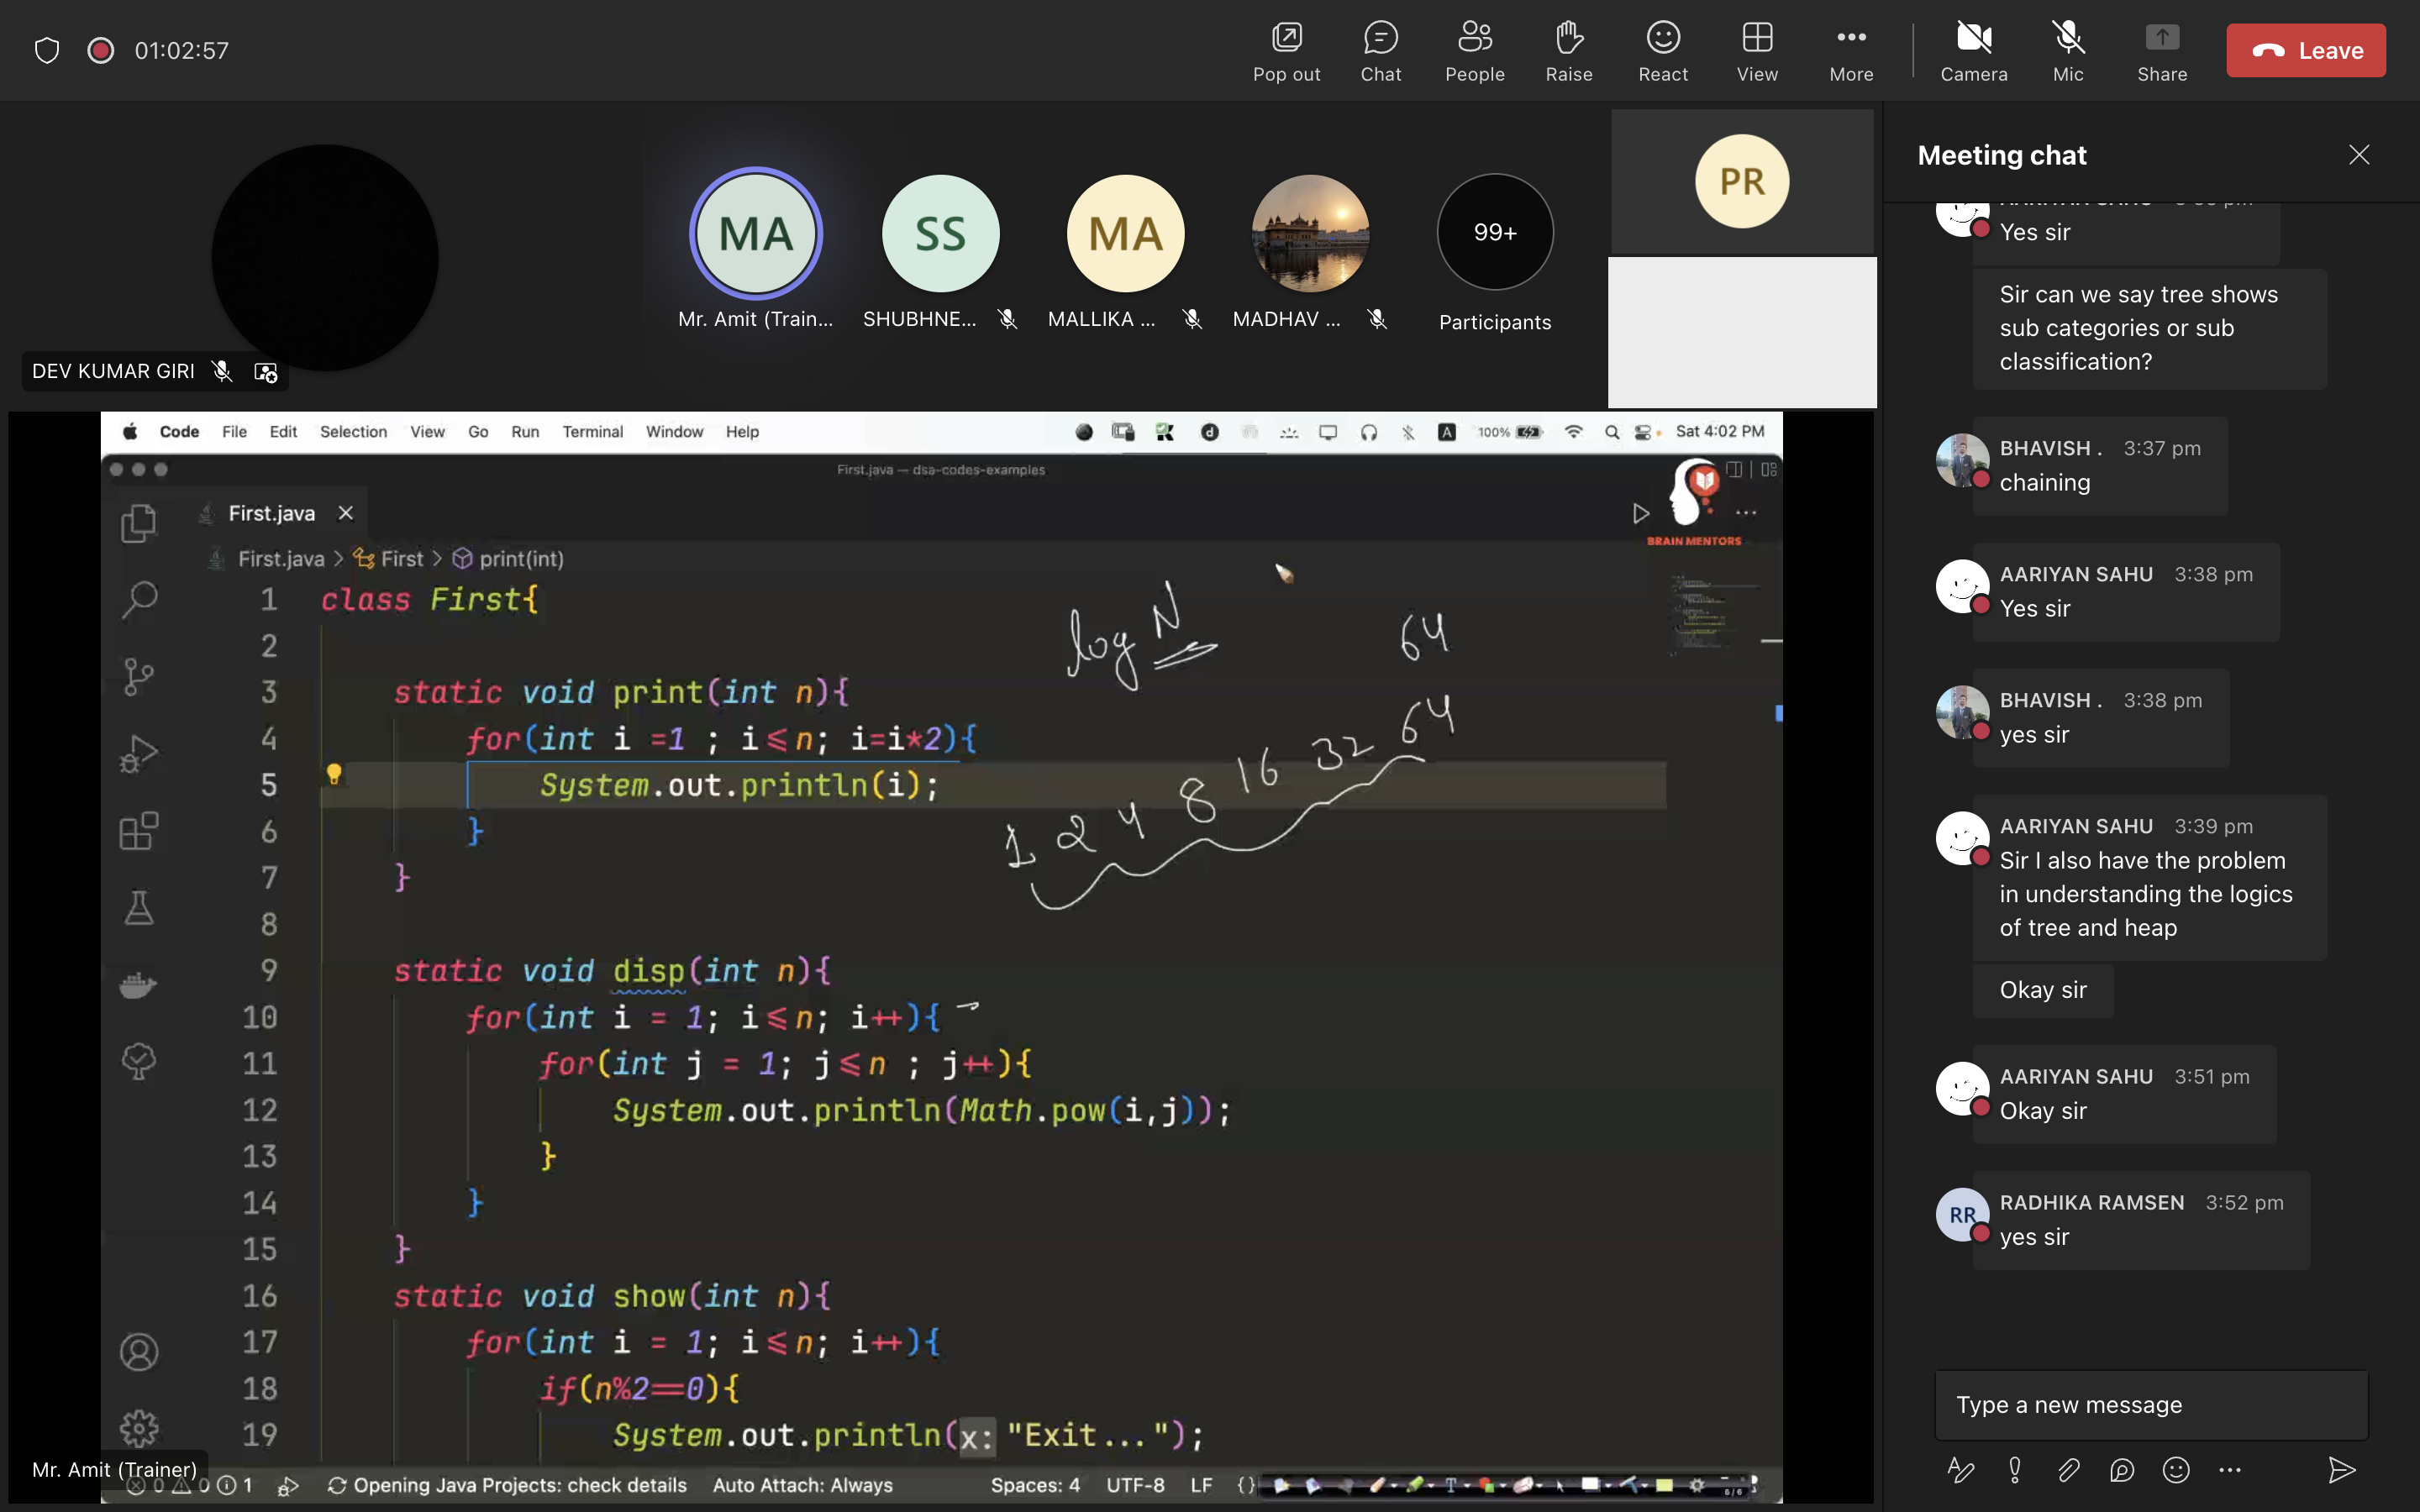 01:02:57
Pop out
Chat
People
Raise
React
View
More
Camera
Mic
Share
Leave
MA
SS
MA
99+
PR
Mr. Amit (Train...
SHUBHNE...
MALLIKA ...
MADHAV ...
Participants
DEV KUMAR GIRI
Code File Edit Selection View Go Run Terminal Window Help
A 100% Sat 4:02 PM
First.java — dsa-codes-examples
First.java
BRAIN MENTORS
First.java > First > print(int)
1 class First{
2
3 static void print(int n){
4 for(int i =1 ; i<=n; i=i*2){
5 System.out.println(i);
6 }
7 }
8
9 static void disp(int n){
10 for(int i = 1; i<=n; i++){
11 for(int j = 1; j<=n ; j++){
12 System.out.println(Math.pow(i,j));
13 }
14 }
15 }
16 static void show(int n){
17 for(int i = 1; i<=n; i++){
18 if(n%2==0){
19 System.out.println(x: "Exit...");
log N
64
1 2 4 8 16 32 64
Mr. Amit (Trainer)
0 0 1 Opening Java Projects: check details Auto Attach: Always Spaces: 4 UTF-8 LF {}
6/6
Meeting chat
Yes sir
Sir can we say tree shows
sub categories or sub
classification?
BHAVISH . 3:37 pm
chaining
AARIYAN SAHU 3:38 pm
Yes sir
BHAVISH . 3:38 pm
yes sir
AARIYAN SAHU 3:39 pm
Sir I also have the problem
in understanding the logics
of tree and heap
Okay sir
AARIYAN SAHU 3:51 pm
Okay sir
RR
RADHIKA RAMSEN 3:52 pm
yes sir
Type a new message